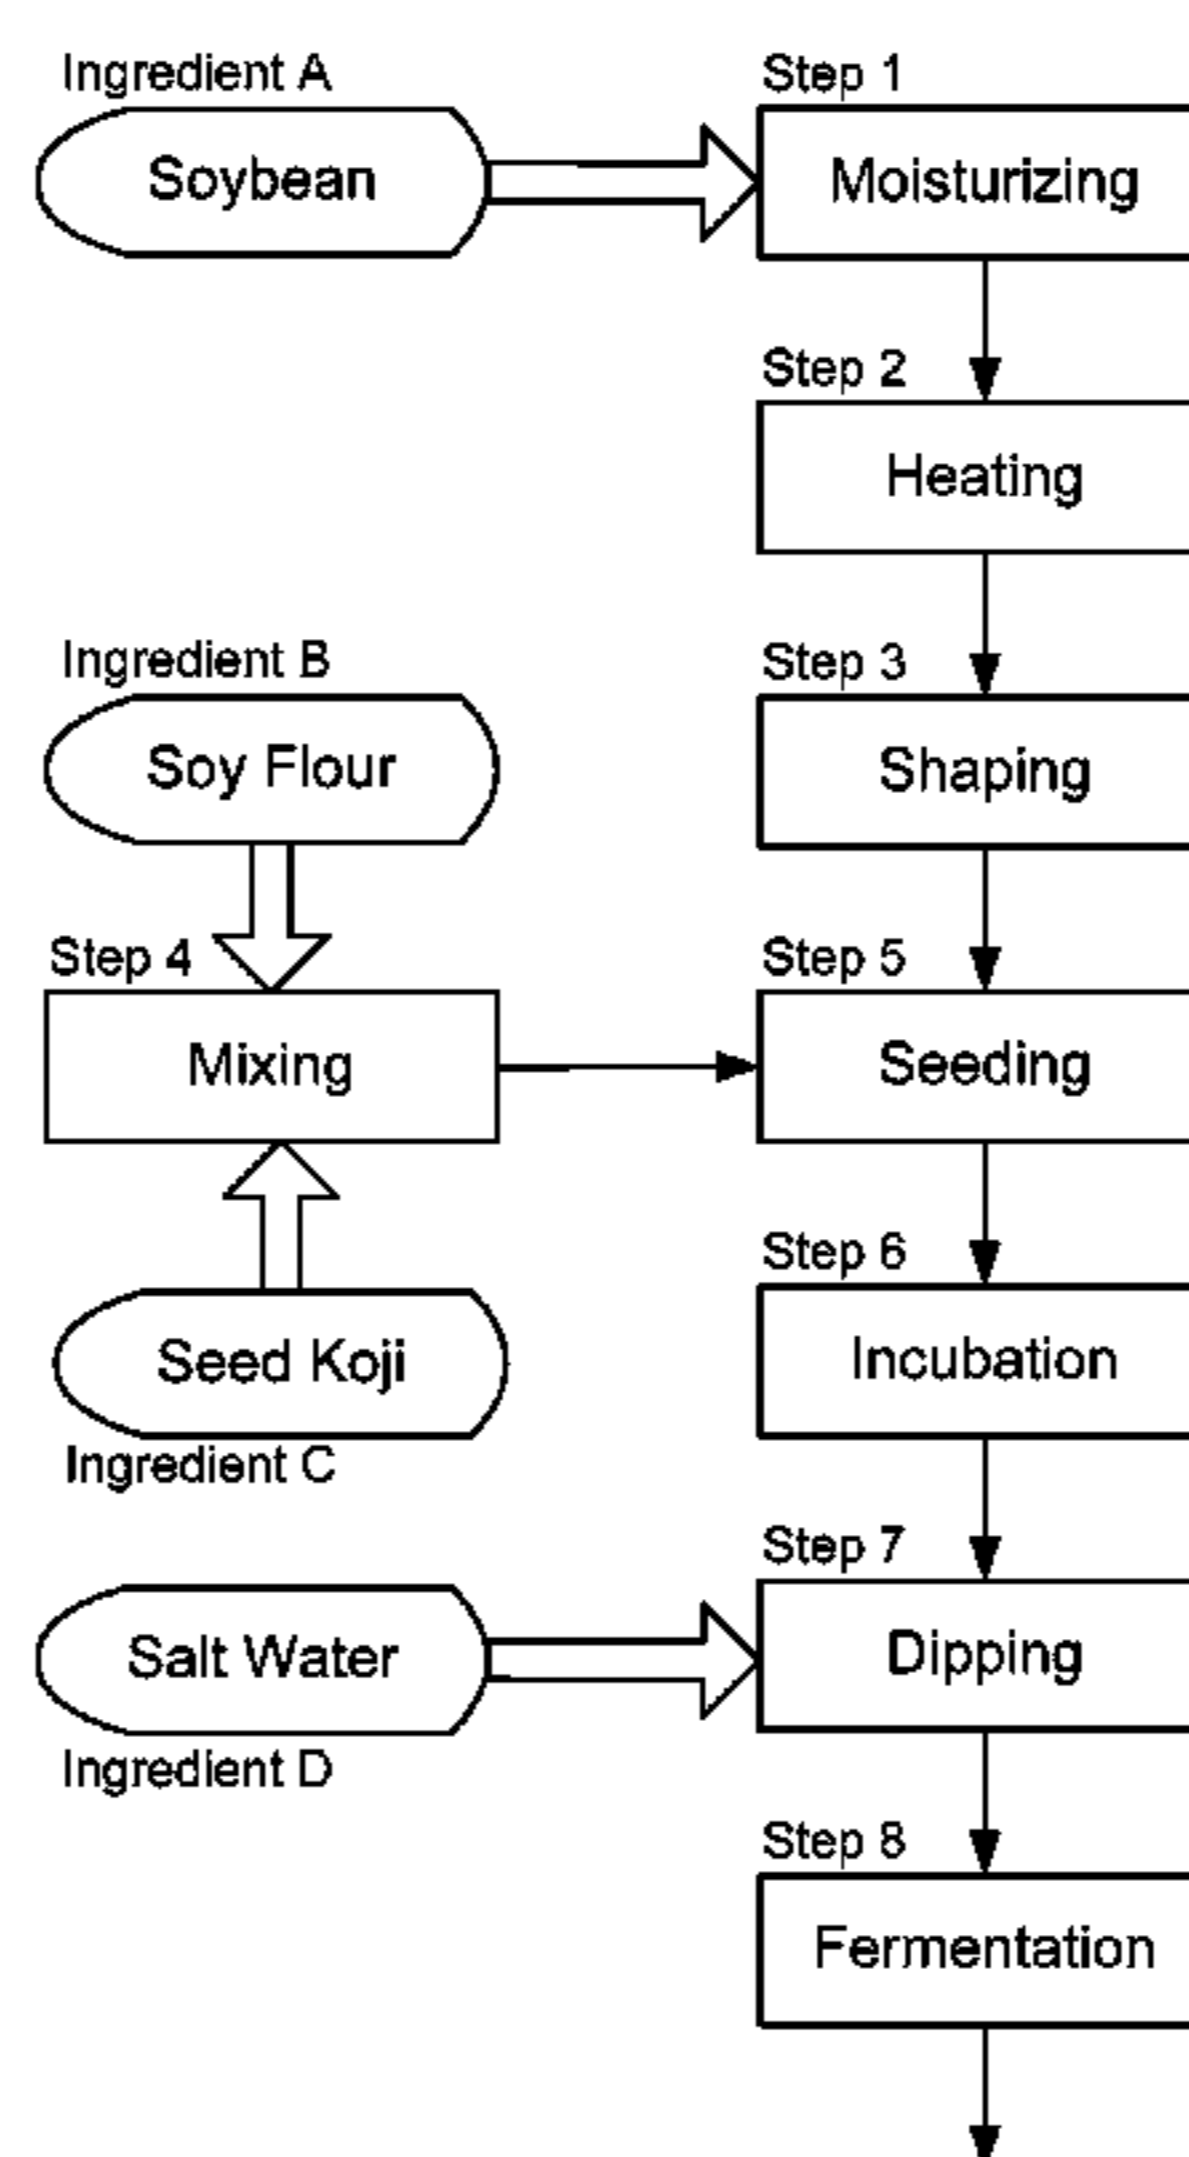 Ingredient A
Soybean
Step 1
Moisturizing
Step 2
Heating
Ingredient B
Soy Flour
Step 3
Shaping
Step 4
Mixing
Step 5
Seeding
Seed Koji
Ingredient C
Step 6
Incubation
Salt Water
Ingredient D
Step 7
Dipping
Step 8
Fermentation